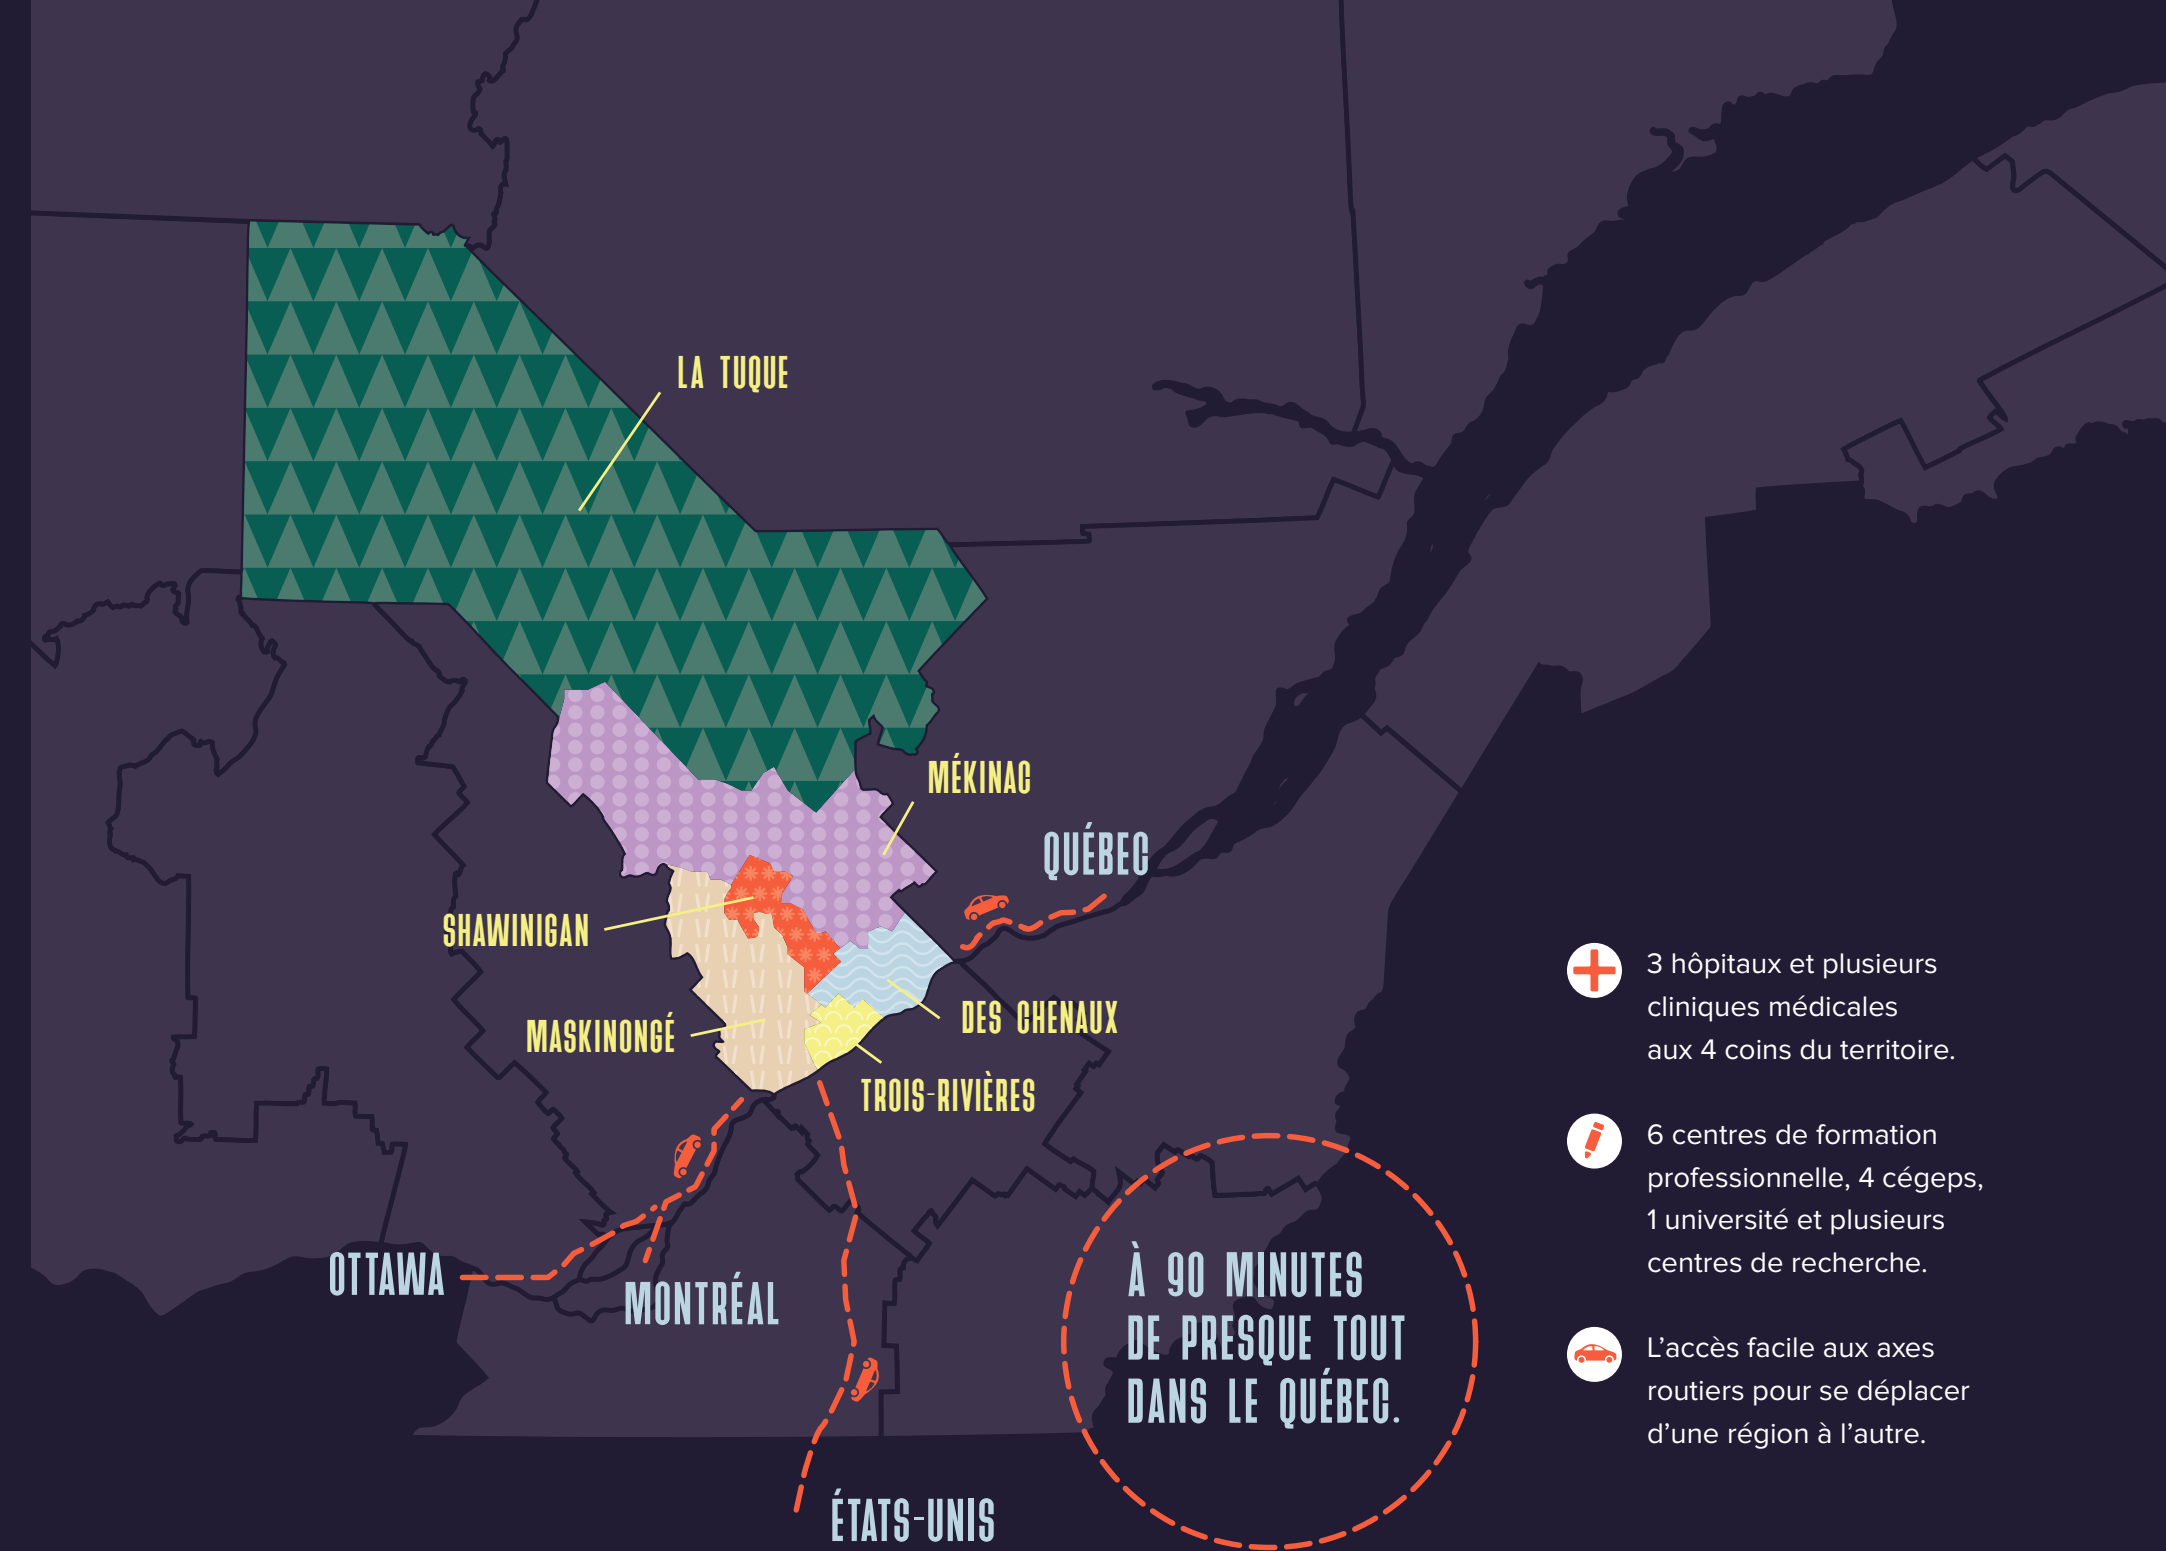 LA TUQUE
MÉKINAC
QUÉBEC
SHAWINIGAN
MASKINONGÉ
DES CHENAUX
TROIS-RIVIÈRES
OTTAWA
MONTRÉAL
ÉTATS-UNIS
À 90 MINUTES
DE PRESQUE TOUT
DANS LE QUÉBEC.
3 hôpitaux et plusieurs
cliniques médicales
aux 4 coins du territoire.
6 centres de formation
professionnelle, 4 cégeps,
1 université et plusieurs
centres de recherche.
L’accès facile aux axes
routiers pour se déplacer
d’une région à l’autre.